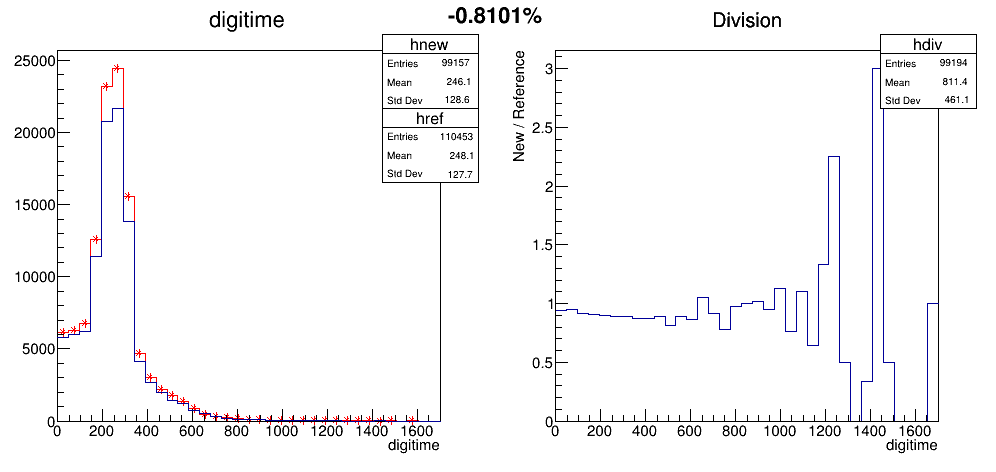 -0.8101%
digitime
hnew
Entries 99157
Mean 246.1
Std Dev 128.6
href
Entries 110453
Mean 248.1
Std Dev 127.7
25000
20000
15000
10000
5000
0
0 200 400 600 800 1000 1200 1400 1600
digitime
Division
hdiv
Entries 99194
Mean 811.4
Std Dev 461.1
New / Reference
3
2.5
2
1.5
1
0.5
0
0 200 400 600 800 1000 1200 1400 1600
digitime